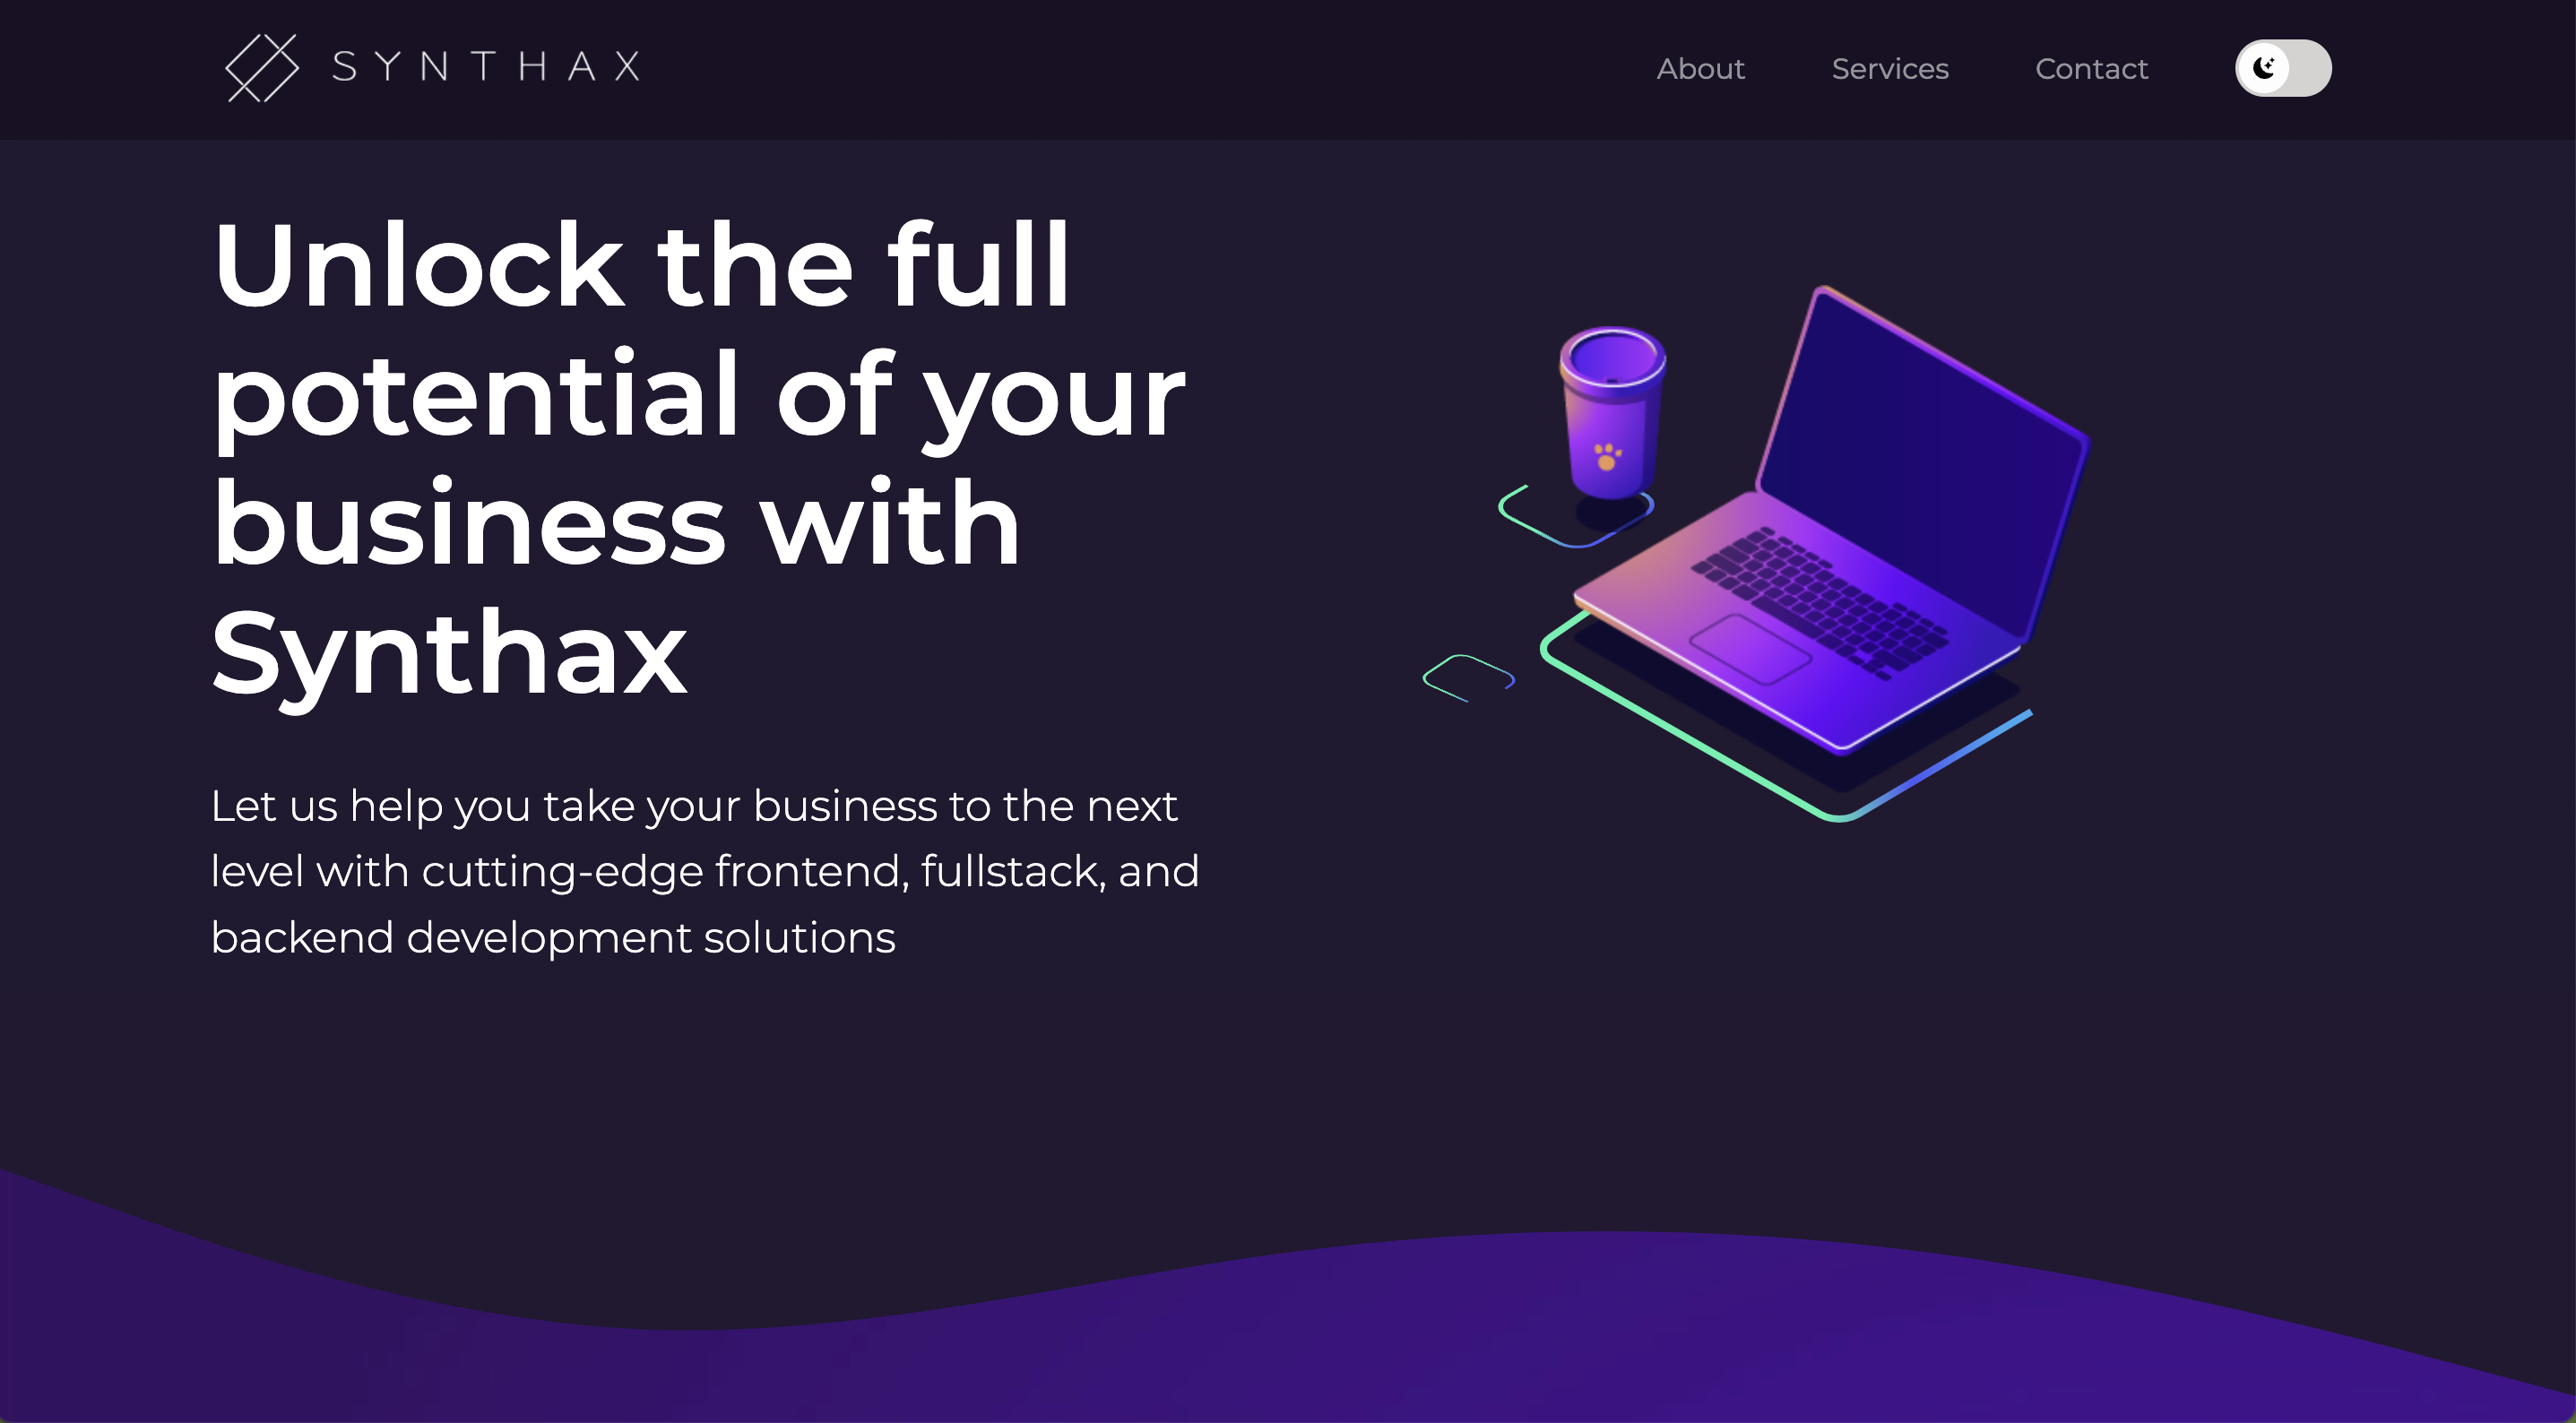 SYNTHAX
About
Services
Contact
Unlock the full
potential of your
business with
Synthax
Let us help you take your business to the next
level with cutting-edge frontend, fullstack, and
backend development solutions